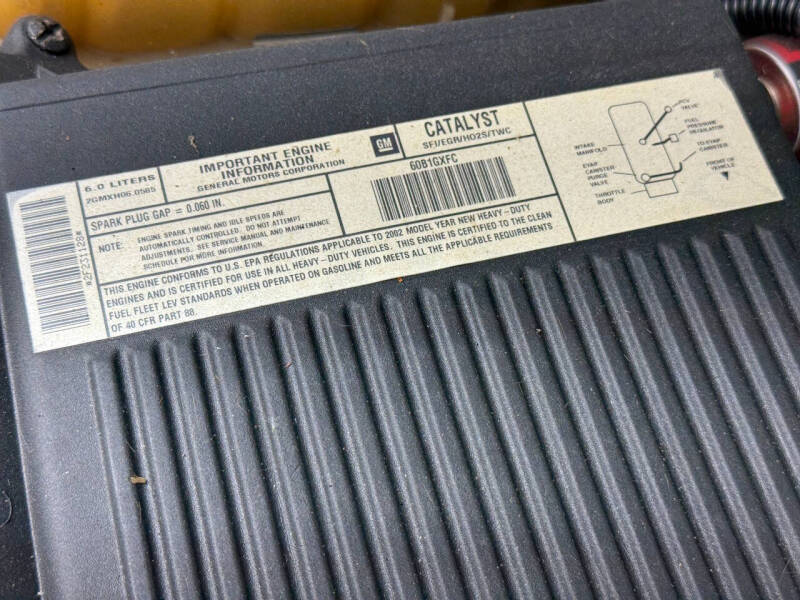 *2F231128*
6.0 LITERS
2GMXH06.0585
IMPORTANT ENGINE
INFORMATION
GENERAL MOTORS CORPORATION
GM
CATALYST
SFI/EGR/HO2S/TWC
60B1GXFC
SPARK PLUG GAP = 0.060 IN.
NOTE: ENGINE SPARK TIMING AND IDLE SPEEDS ARE
AUTOMATICALLY CONTROLLED. DO NOT ATTEMPT
ADJUSTMENTS. SEE SERVICE MANUAL AND MAINTENANCE
SCHEDULE FOR MORE INFORMATION.
THIS ENGINE CONFORMS TO U.S. EPA REGULATIONS APPLICABLE TO 2002 MODEL YEAR NEW HEAVY-DUTY
ENGINES AND IS CERTIFIED FOR USE IN ALL HEAVY-DUTY VEHICLES. THIS ENGINE IS CERTIFIED TO THE CLEAN
FUEL FLEET LEV STANDARDS WHEN OPERATED ON GASOLINE AND MEETS ALL THE APPLICABLE REQUIREMENTS
OF 40 CFR PART 88.
PCV
VALVE
FUEL
PRESSURE
REGULATOR
INTAKE
MANIFOLD
TO EVAP
CANISTER
EVAP
CANISTER
PURGE
VALVE
FRONT OF
VEHICLE
THROTTLE
BODY